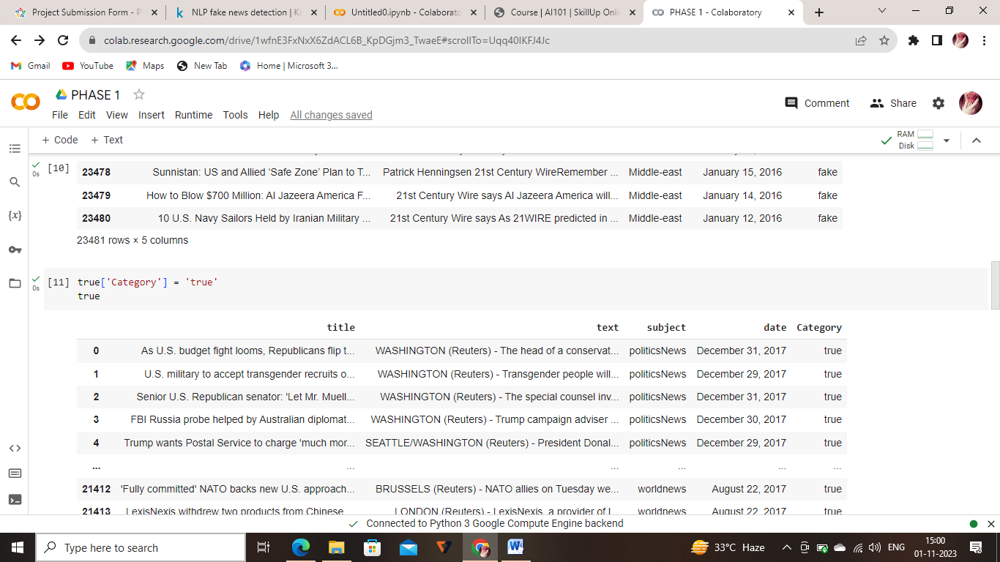 Project Submission Form - P
NLP fake news detection | Ka
Untitled0.ipynb - Colaborato
Course | AI101 | SkillUp Onli
PHASE 1 - Colaboratory
colab.research.google.com/drive/1wfnE3FxNxX6ZdACL6B_KpDGjm3_TwaeE#scrollTo=Uqq40IKFJ4Jc
Gmail YouTube Maps New Tab Home | Microsoft 3...
PHASE 1
File Edit View Insert Runtime Tools Help All changes saved
Comment Share
+ Code + Text
RAM
Disk
[10] 23478 Sunnistan: US and Allied ‘Safe Zone’ Plan to T... Patrick Henningsen 21st Century WireRemember ... Middle-east January 15, 2016 fake
0s
23479 How to Blow $700 Million: Al Jazeera America F... 21st Century Wire says Al Jazeera America will... Middle-east January 14, 2016 fake
23480 10 U.S. Navy Sailors Held by Iranian Military ... 21st Century Wire says As 21WIRE predicted in ... Middle-east January 12, 2016 fake
23481 rows × 5 columns
[11] true['Category'] = 'true'
0s
true
title text subject date Category
0 As U.S. budget fight looms, Republicans flip t... WASHINGTON (Reuters) - The head of a conservat... politicsNews December 31, 2017 true
1 U.S. military to accept transgender recruits o... WASHINGTON (Reuters) - Transgender people will... politicsNews December 29, 2017 true
2 Senior U.S. Republican senator: 'Let Mr. Muell... WASHINGTON (Reuters) - The special counsel inv... politicsNews December 31, 2017 true
3 FBI Russia probe helped by Australian diplomat... WASHINGTON (Reuters) - Trump campaign adviser ... politicsNews December 30, 2017 true
4 Trump wants Postal Service to charge 'much mor... SEATTLE/WASHINGTON (Reuters) - President Donal... politicsNews December 29, 2017 true
... ... ... ... ... ...
21412 'Fully committed' NATO backs new U.S. approach... BRUSSELS (Reuters) - NATO allies on Tuesday we... worldnews August 22, 2017 true
21413 LexisNexis withdrew two products from Chinese ... LONDON (Reuters) - LexisNexis, a provider of l... worldnews August 22, 2017 true
Connected to Python 3 Google Compute Engine backend
Type here to search
33°C Haze
ENG
15:00
01-11-2023